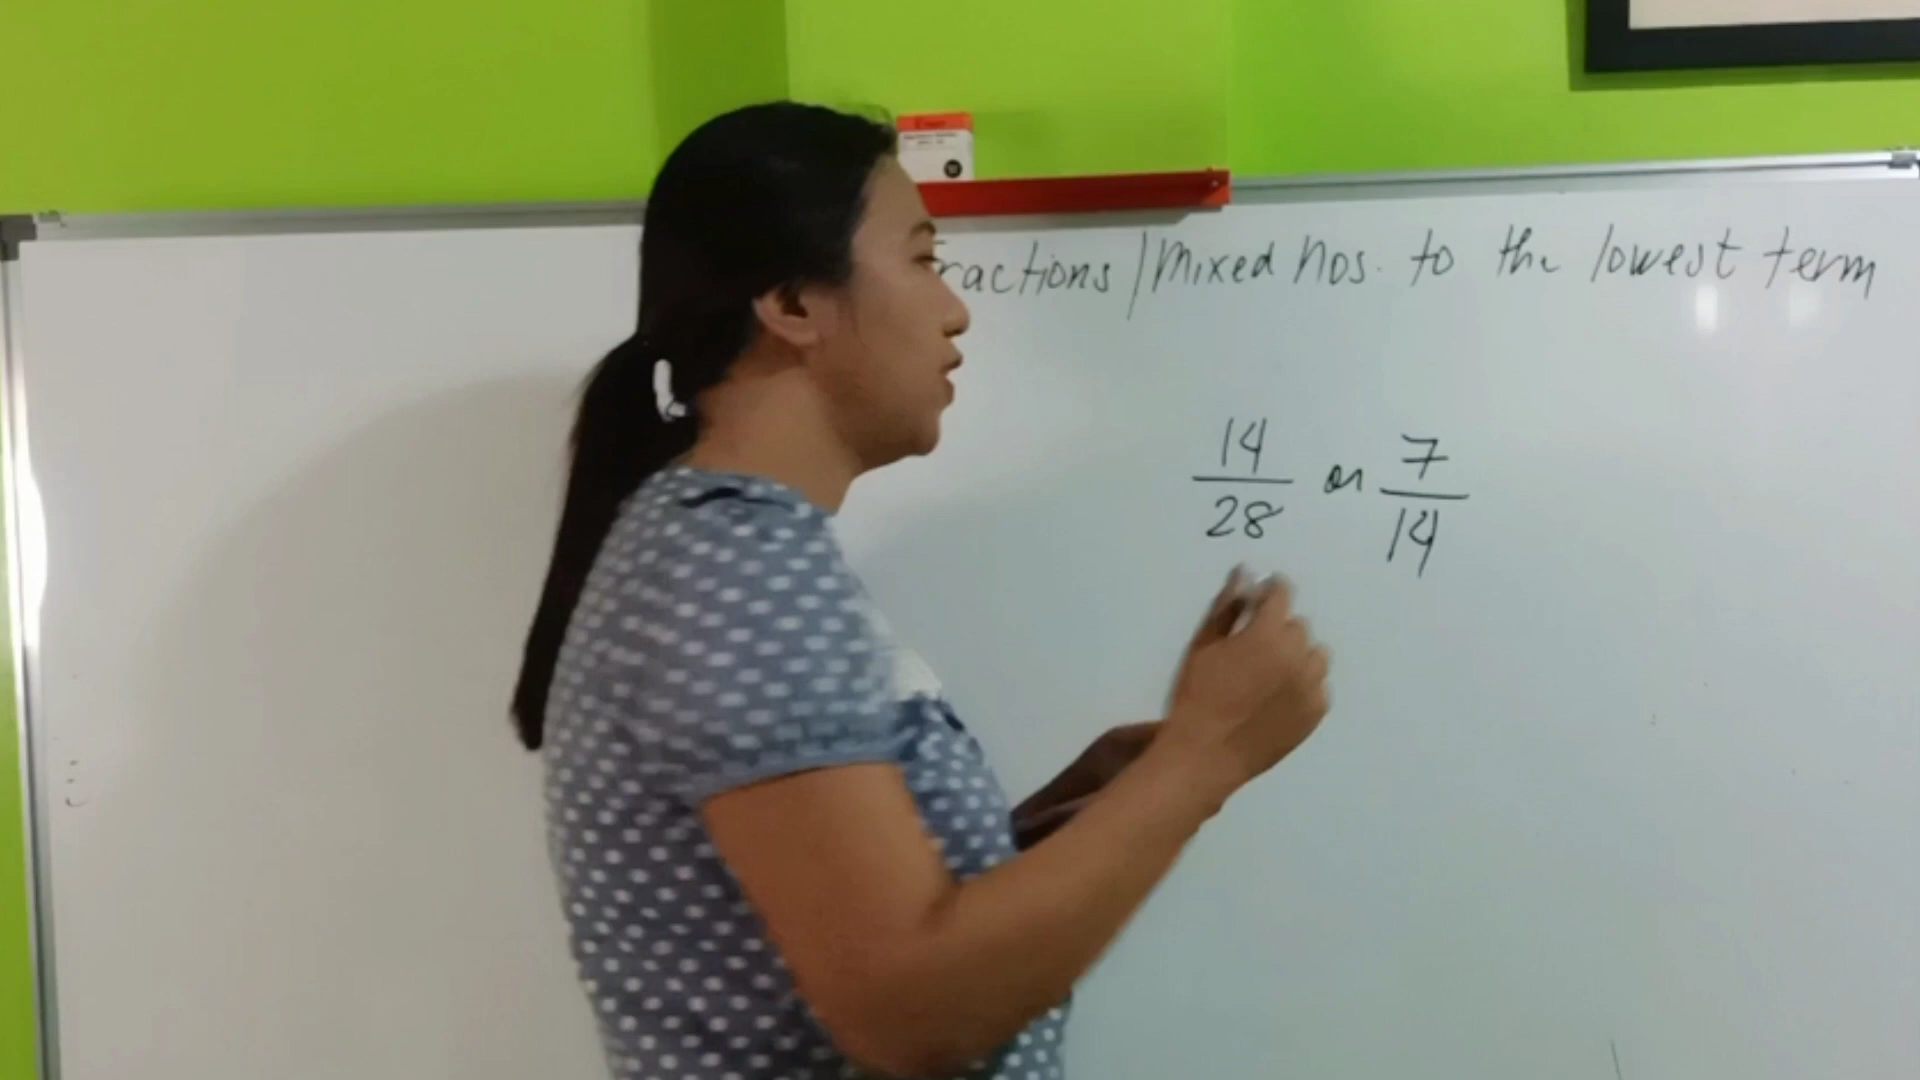 ractions / Mixed Nos. to the lowest term
14 or 7
28 14